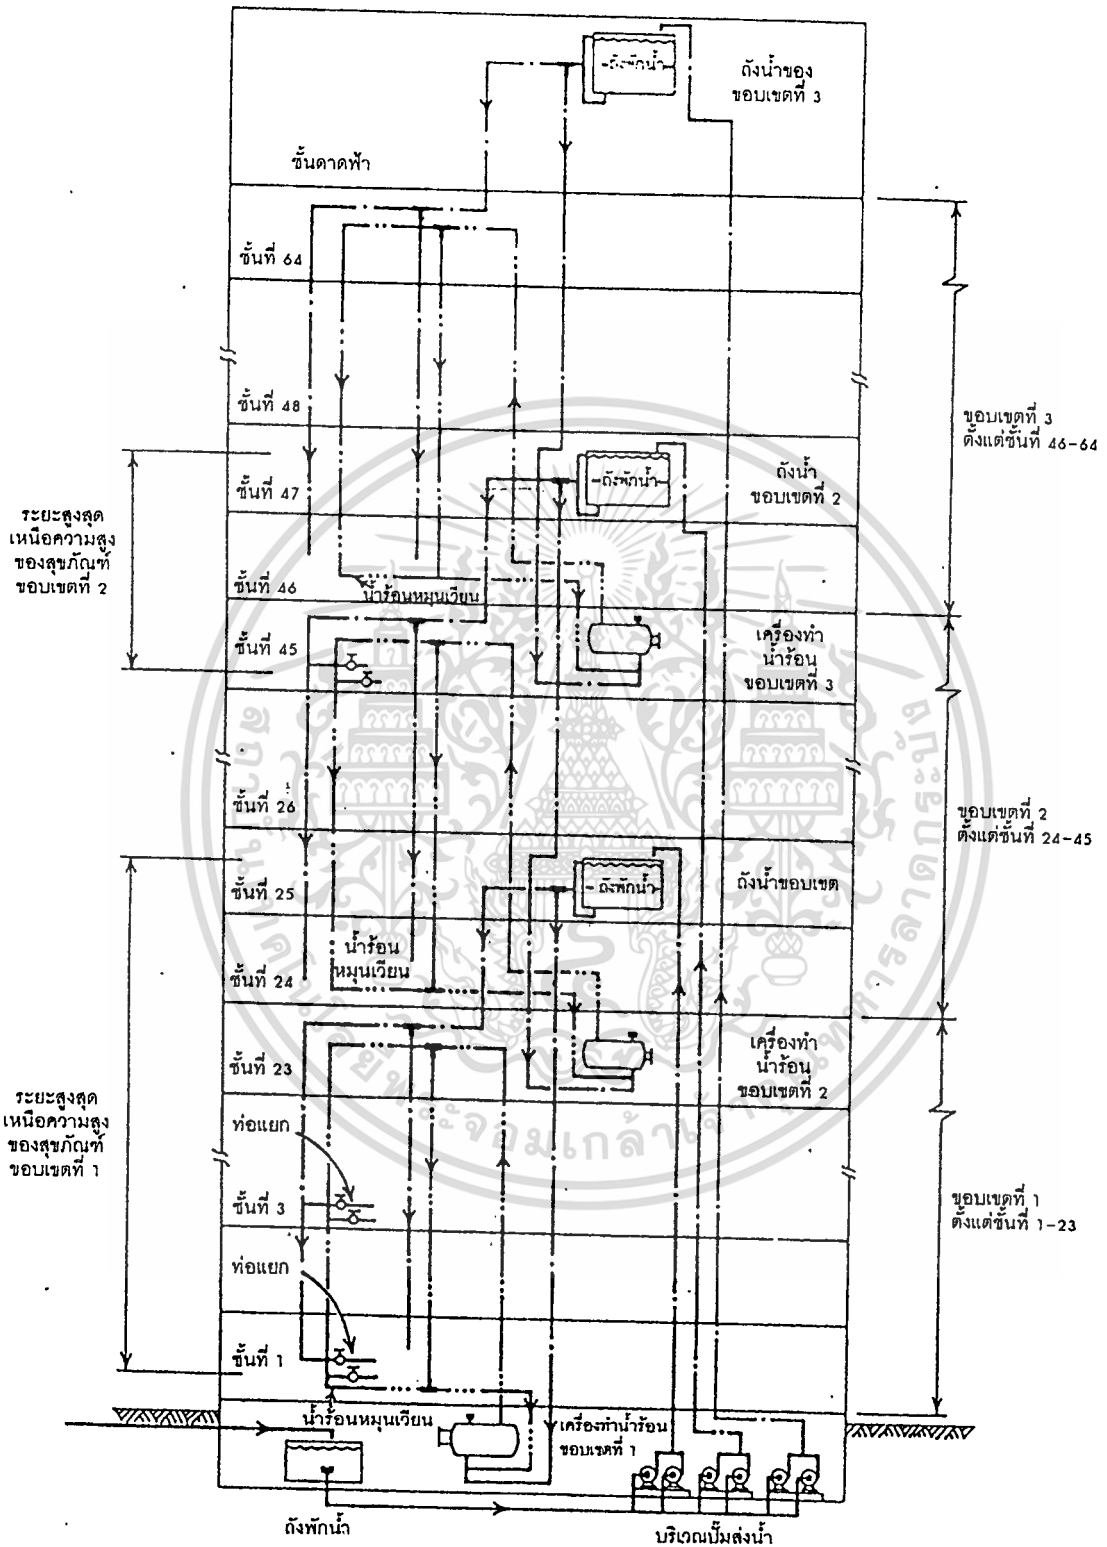 ถังพักน้ำ
ถังน้ำของ
ขอบเขตที่ 3
ชั้นดาดฟ้า
ชั้นที่ 64
ชั้นที่ 48
ขอบเขตที่ 3
ตั้งแต่ชั้นที่ 46-64
ชั้นที่ 47
ถังพักน้ำ
ถังน้ำ
ขอบเขตที่ 2
ระยะสูงสุด
เหนือความสูง
ของสุขภัณฑ์
ขอบเขตที่ 2
ชั้นที่ 46
น้ำร้อนหมุนเวียน
ชั้นที่ 45
เครื่องทำ
น้ำร้อน
ขอบเขตที่ 3
ชั้นที่ 26
ขอบเขตที่ 2
ตั้งแต่ชั้นที่ 24-45
ชั้นที่ 25
ถังพักน้ำ
ถังน้ำขอบเขต
น้ำร้อน
หมุนเวียน
ชั้นที่ 24
ชั้นที่ 23
เครื่องทำ
น้ำร้อน
ขอบเขตที่ 2
ระยะสูงสุด
เหนือความสูง
ของสุขภัณฑ์
ขอบเขตที่ 1
ท่อแยก
ชั้นที่ 3
ขอบเขตที่ 1
ตั้งแต่ชั้นที่ 1-23
ท่อแยก
ชั้นที่ 1
น้ำร้อนหมุนเวียน
เครื่องทำน้ำร้อน
ขอบเขตที่ 1
ถังพักน้ำ
บริเวณปั๊มส่งน้ำ